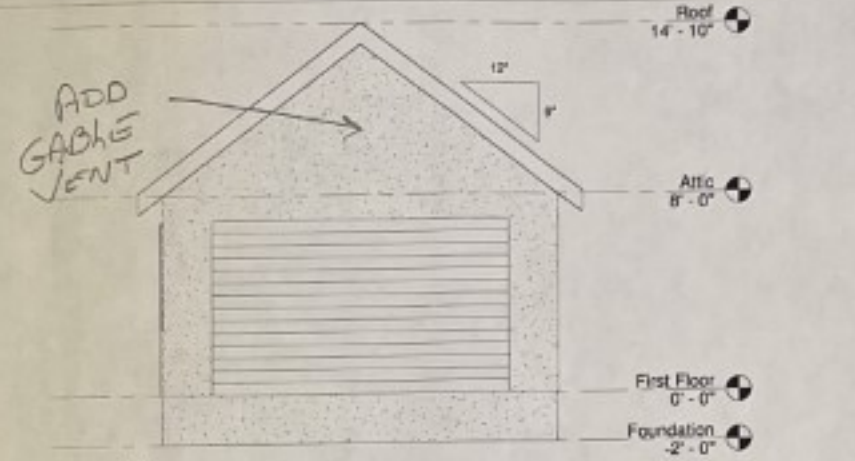 Roof
14' - 10"
12"
9"
ADD
GABLE
VENT
Attic
8' - 0"
First Floor
0' - 0"
Foundation
-2' - 0"